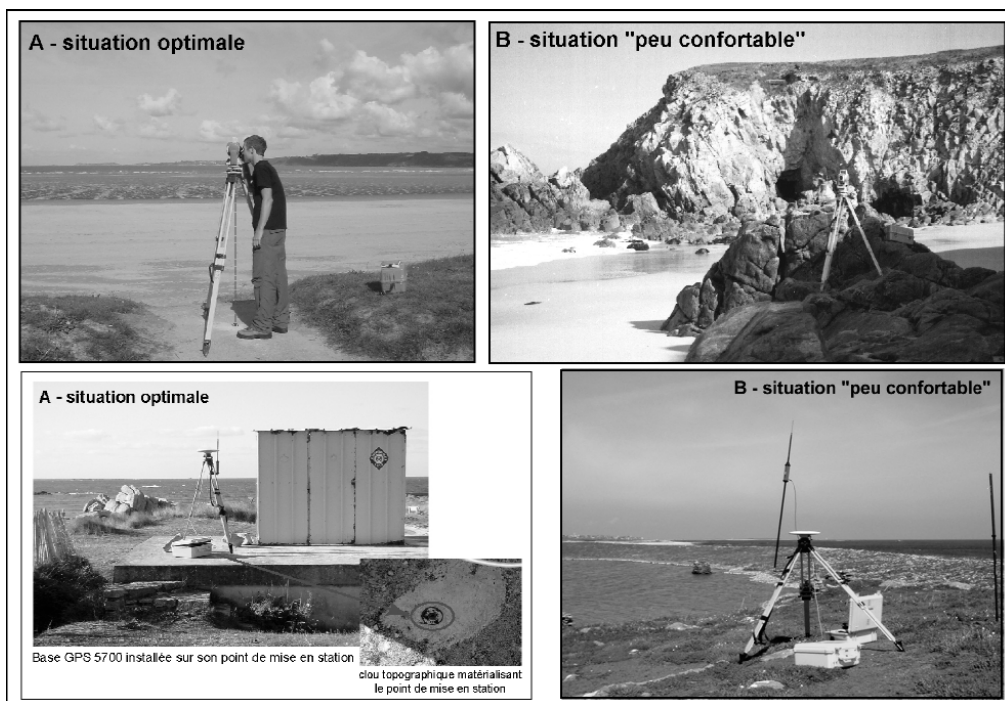 A - situation optimale
B - situation "peu confortable"
A - situation optimale
Base GPS 5700 installée sur son point de mise en station
clou topographique matérialisant
le point de mise en station
B - situation "peu confortable"